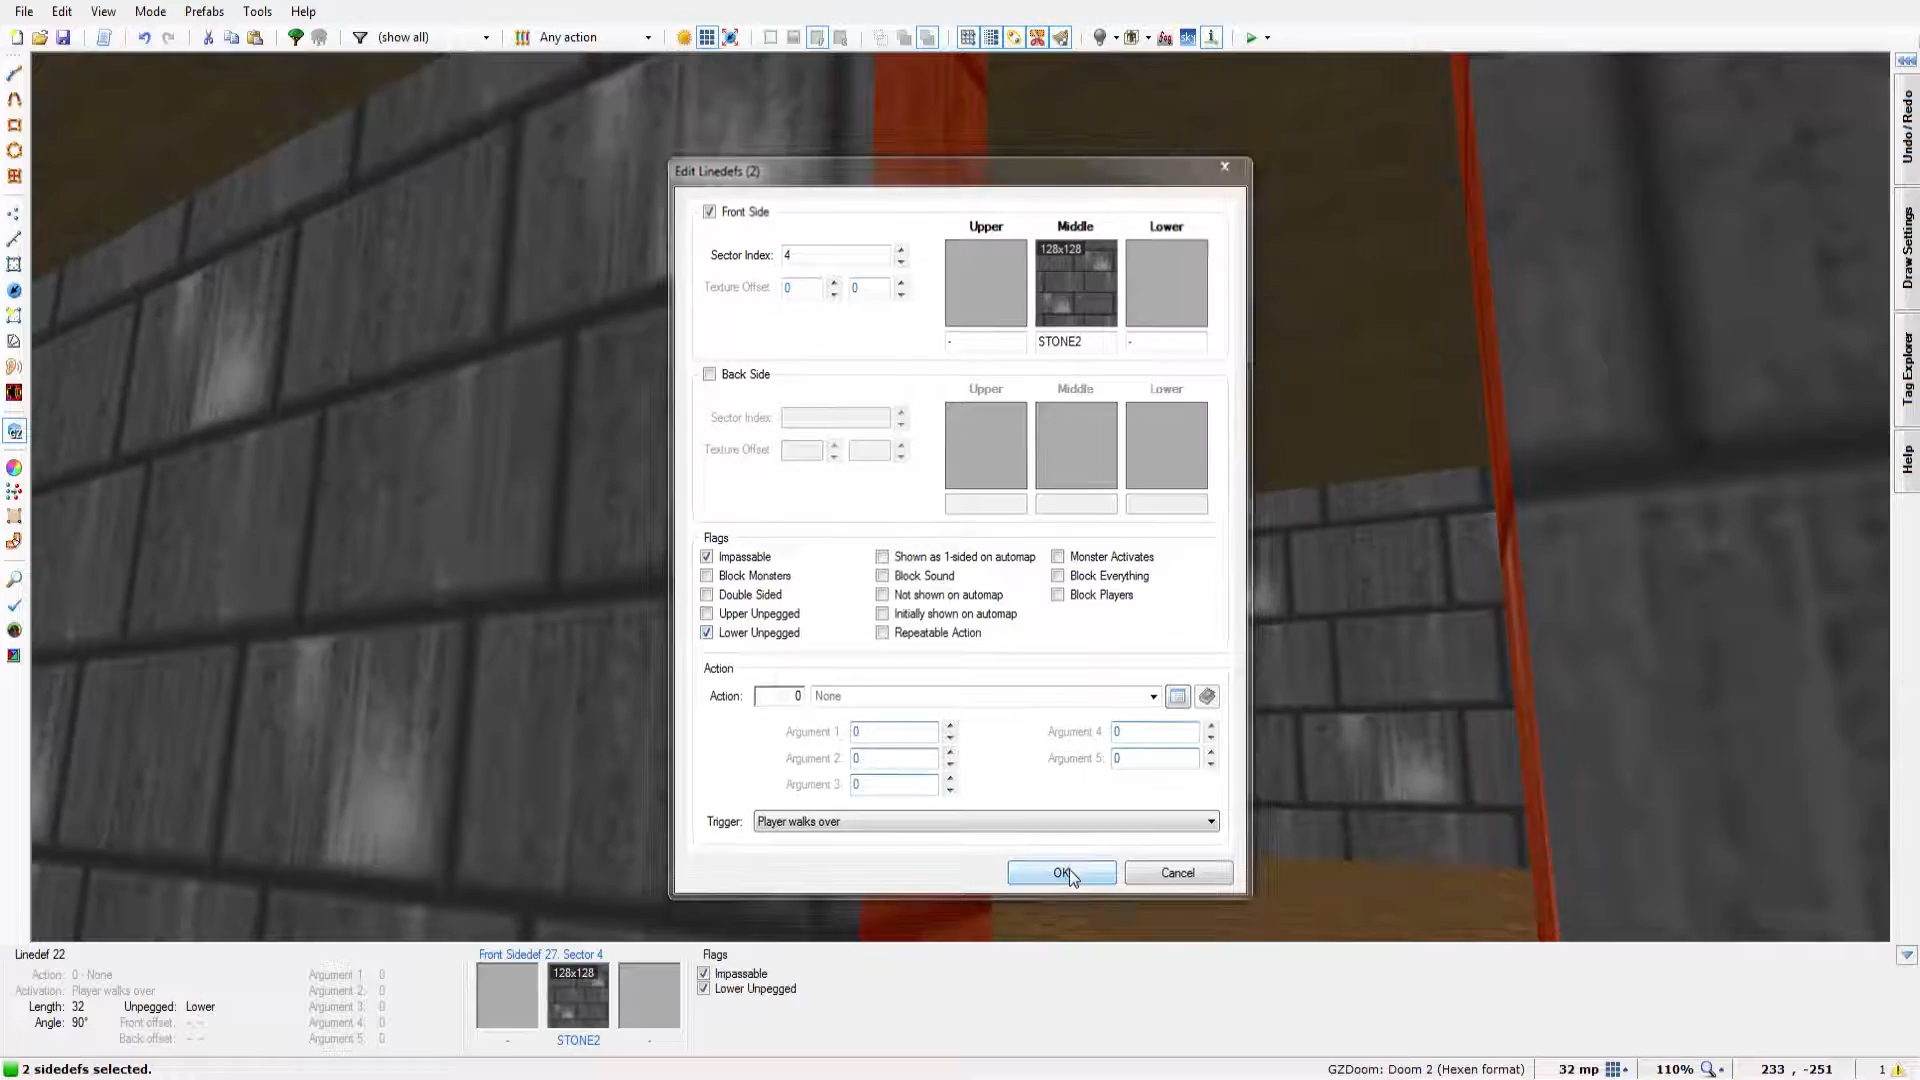 File Edit View Mode Prefabs Tools Help
(show all) Any action
Undo/Redo
Draw Settings
Tag Explorer
Help
Edit Linedefs (2)
Front Side
Upper Middle Lower
Sector Index: 4
128x128
Texture Offset 0 0
- STONE2 -
Back Side
Upper Middle Lower
Sector Index:
Texture Offset
Flags
Impassable Shown as 1-sided on automap Monster Activates
Block Monsters Block Sound Block Everything
Double Sided Not shown on automap Block Players
Upper Unpegged Initially shown on automap
Lower Unpegged Repeatable Action
Action
Action: 0 None
Argument 1: 0 Argument 4: 0
Argument 2: 0 Argument 5: 0
Argument 3: 0
Trigger: Player walks over
OK Cancel
Linedef 22
Action: 0 - None Argument 1: 0
Activation: Player walks over Argument 2: 0
Length: 32 Unpegged: Lower Argument 3: 0
Angle: 90° Front offset: -- Argument 4: 0
Back offset: -- Argument 5: 0
Front Sidedef 27. Sector 4
128x128
- STONE2 -
Flags
Impassable
Lower Unpegged
2 sidedefs selected.
GZDoom: Doom 2 (Hexen format) 32 mp 110% 233 , -251 1